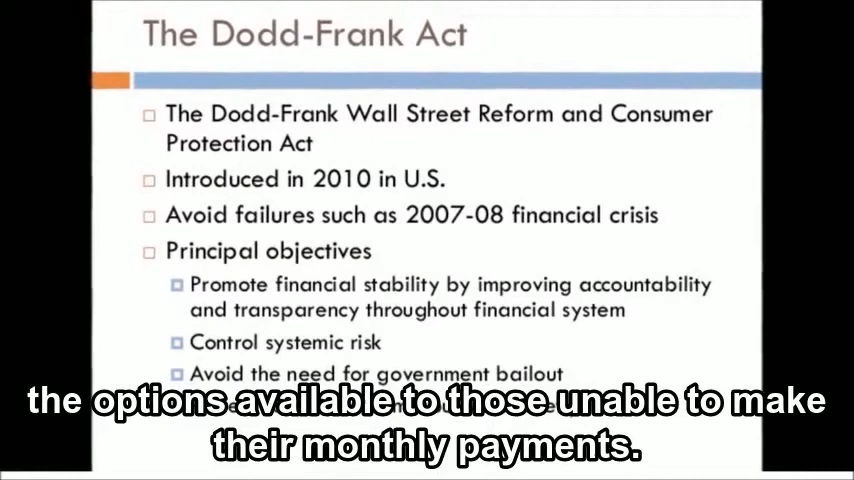 The Dodd-Frank Act
The Dodd-Frank Wall Street Reform and Consumer
Protection Act
Introduced in 2010 in U.S.
Avoid failures such as 2007-08 financial crisis
Principal objectives
Promote financial stability by improving accountability
and transparency throughout financial system
Control systemic risk
Avoid the need for government bailout
the options available to those unable to make
their monthly payments.